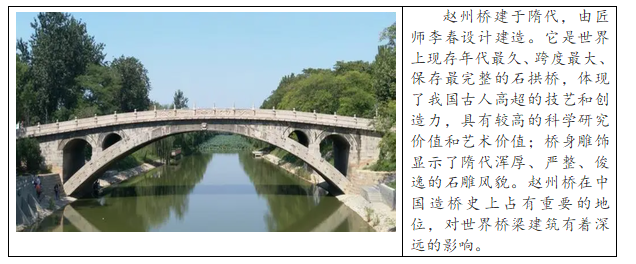 赵州桥建于隋代，由匠
师李春设计建造。它是世界
上现存年代最久、跨度最大、
保存最完整的石拱桥，体现
了我国古人高超的技艺和创
造力，具有较高的科学研究
价值和艺术价值；桥身雕饰
显示了隋代浑厚、严整、俊
逸的石雕风貌。赵州桥在中
国造桥史上占有重要的地
位，对世界桥梁建筑有着深
远的影响。